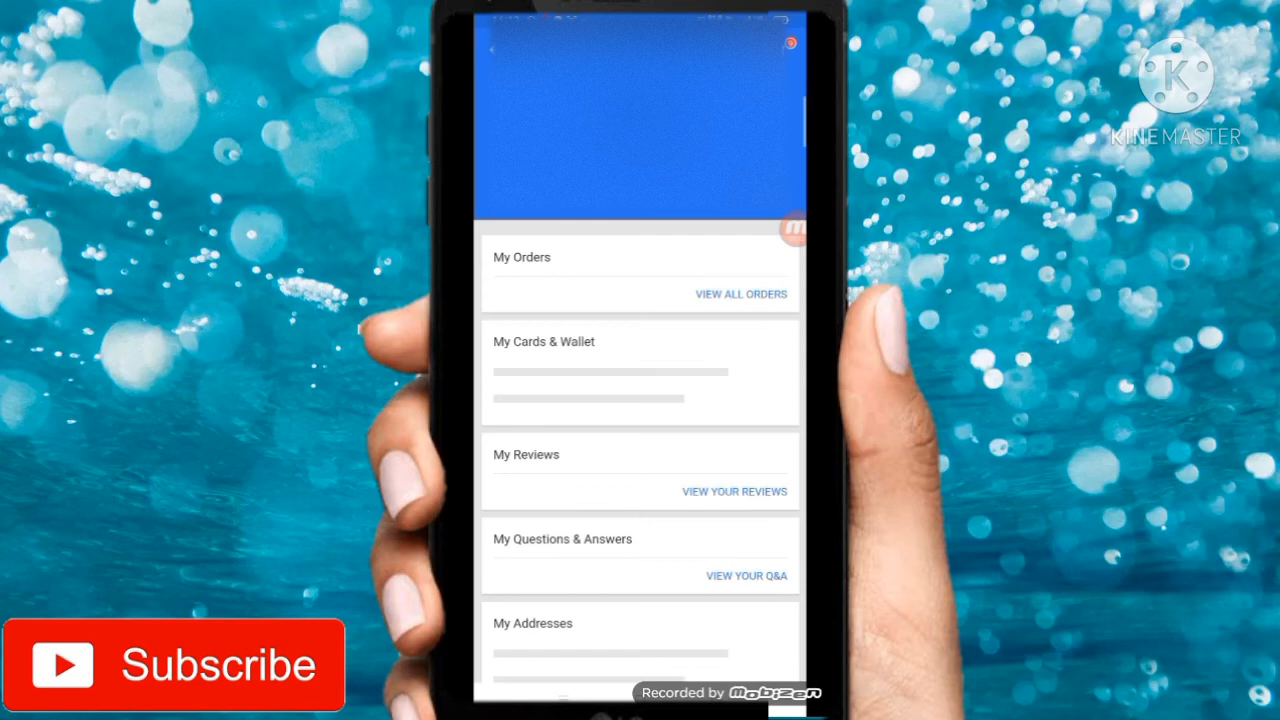 KINEMASTER
My Orders
VIEW ALL ORDERS
My Cards & Wallet
My Reviews
VIEW YOUR REVIEWS
My Questions & Answers
VIEW YOUR Q&A
My Addresses
Subscribe
Recorded by Mobizen